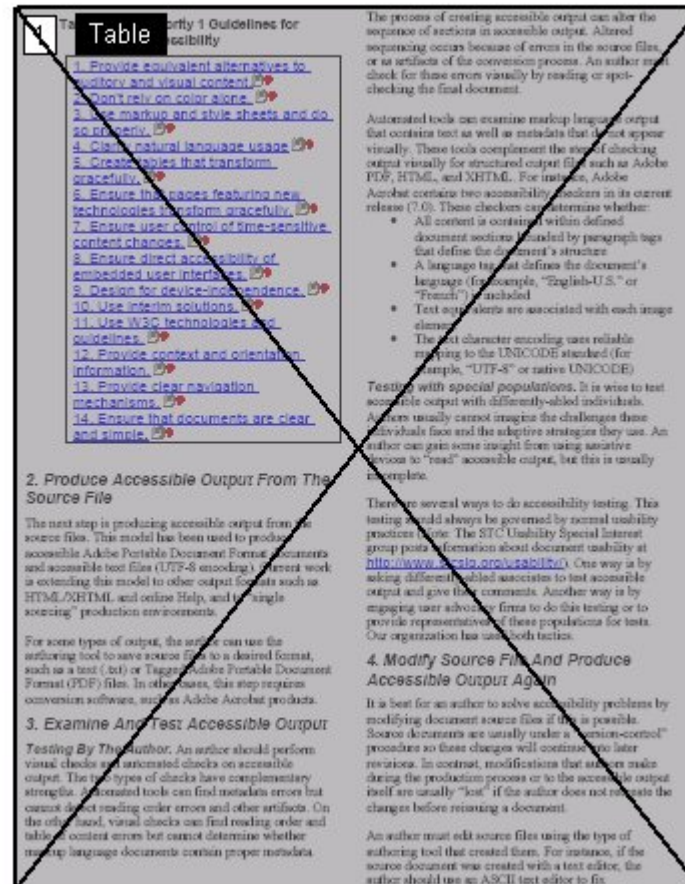 1
Table
Ta ority 1 Guidelines for
essibility
1. Provide equivalent alternatives to
auditory and visual content.
2. Don't rely on color alone.
3. Use markup and style sheets and do
so properly.
4. Clarify natural language usage
5. Create tables that transform
gracefully.
6. Ensure that pages featuring new
technologies transform gracefully.
7. Ensure user control of time-sensitive
content changes.
8. Ensure direct accessibility of
embedded user interfaces.
9. Design for device-independence.
10. Use interim solutions.
11. Use W3C technologies and
guidelines.
12. Provide context and orientation
information.
13. Provide clear navigation
mechanisms.
14. Ensure that documents are clear
and simple.
2. Produce Accessible Output From The
Source File
The next step is producing accessible output from the
source files. This model has been used to produce
accessible Adobe Portable Document Format documents
and accessible text files (UTF-8 encoding). Current work
is extending this model to other output formats such as
HTML/XHTML and online Help, and to "single
sourcing" production environments.
For some types of output, the author can use the
authoring tool to save source files to a desired format,
such as a text (.txt) or Tagged Adobe Portable Document
Format (PDF) files. In other cases, this step requires
conversion software, such as Adobe Acrobat products.
3. Examine And Test Accessible Output
Testing By The Author. An author should perform
visual checks and automated checks on accessible
output. The two types of checks have complementary
strengths. Automated tools can find metadata errors but
cannot detect reading order errors and other artifacts. On
the other hand, visual checks can find reading order and
table of content errors but cannot determine whether
markup language documents contain proper metadata.
The process of creating accessible output can alter the
sequence of sections in accessible output. Altered
sequencing occurs because of errors in the source files,
or as artifacts of the conversion process. An author must
check for these errors visually by reading or spot-
checking the final document.
Automated tools can examine markup language output
that contains text as well as metadata that do not appear
visually. These tools complement the step of checking
output visually for structured output files such as Adobe
PDF, HTML, and XHTML. For instance, Adobe
Acrobat contains two accessibility checkers in its current
release (7.0). These checkers can determine whether:
• All content is contained within defined
document sections bounded by paragraph tags
that define the document's structure
• A language tag that defines the document's
language (for example, "English-U.S." or
"French") is included
• Text equivalents are associated with each image
element
• The text character encoding uses reliable
mapping to the UNICODE standard (for
example, "UTF-8" or native UNICODE)
Testing with special populations. It is wise to test
accessible output with differently-abled individuals.
Authors usually cannot imagine the challenges these
individuals face and the adaptive strategies they use. An
author can gain some insight from using assistive
devices to "read" accessible output, but this is usually
incomplete.
There are several ways to do accessibility testing. This
testing should always be governed by normal usability
practices (Note: The STC Usability Special Interest
group posts information about document usability at
http://www.stcsig.org/usability/). One way is by
asking differently-abled associates to test accessible
output and give their comments. Another way is by
engaging user advocacy firms to do this testing or to
provide representatives of these populations for tests.
Our organization has used both tactics.
4. Modify Source File And Produce
Accessible Output Again
It is best for an author to solve accessibility problems by
modifying document source files if this is possible.
Source documents are usually under a "version-control"
procedure so these changes will continue into later
revisions. In contrast, modifications that authors make
during the production process or to the accessible output
itself are usually "lost" if the author does not recreate the
changes before reissuing a document.
An author must edit source files using the type of
authoring tool that created them. For instance, if the
source document was created with a text editor, the
author should use an ASCII text editor to fix